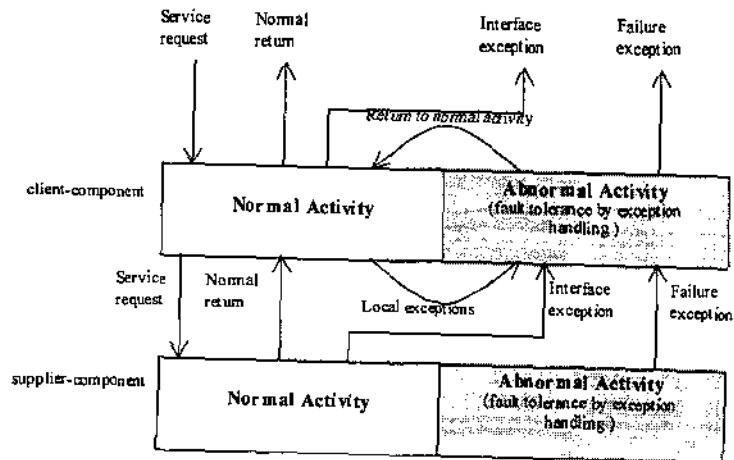 Service
request
Normal
return
Interface
exception
Failure
exception
Return to normal activity
client-component
Normal Activity
Abnormal Activity
(fault tolerance by exception
handling )
Service
request
Normal
return
Local exceptions
Interface
exception
Failure
exception
supplier-component
Normal Activity
Abnormal Activity
(fault tolerance by exception
handling )